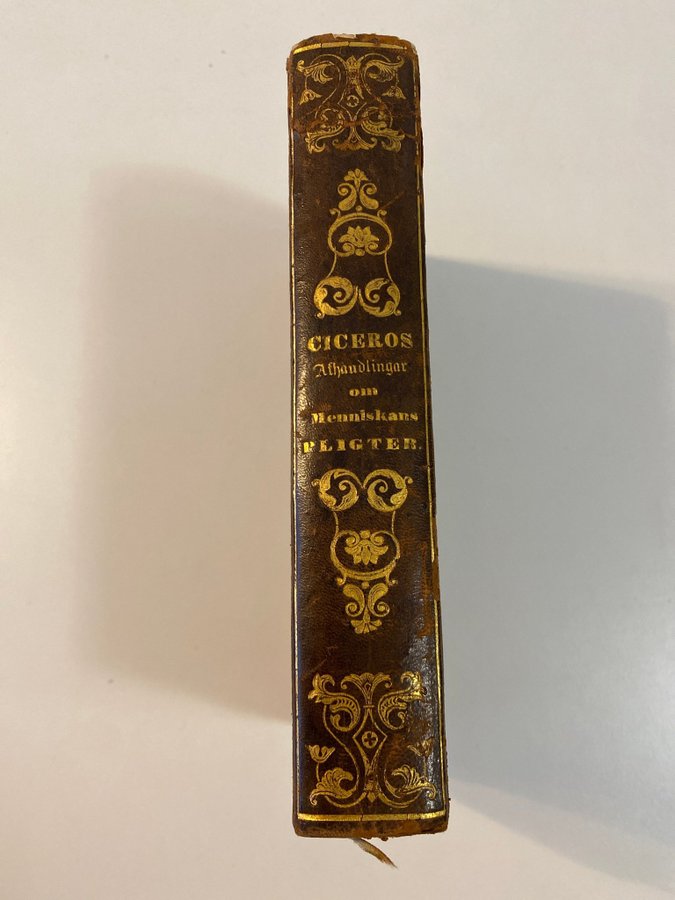 CICEROS
Afhandlingar
om
Menniskans
PLIGTER.